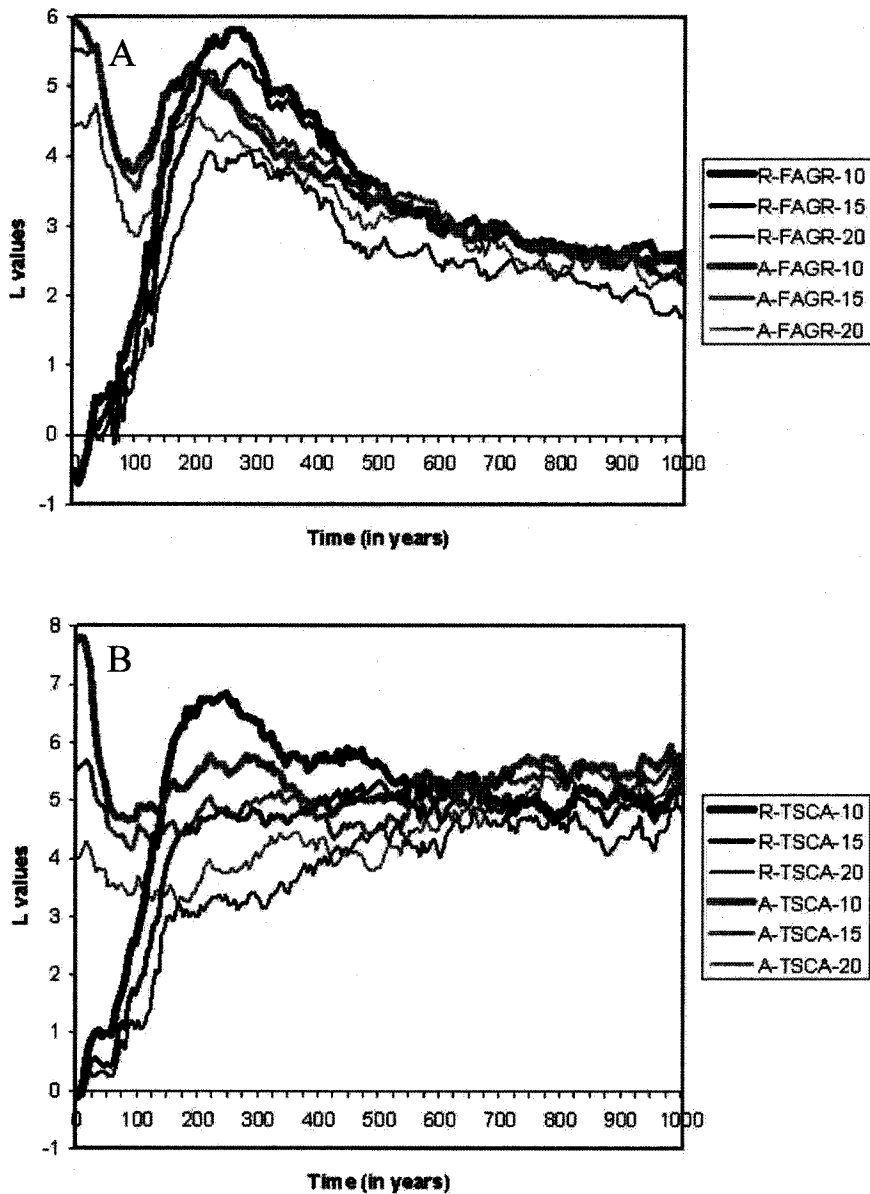 A
6
5
4
3
2
1
0
-1
L values
100 200 300 400 500 600 700 800 900 1000
Time (in years)
R-FAGR-10
R-FAGR-15
R-FAGR-20
A-FAGR-10
A-FAGR-15
A-FAGR-20
B
8
7
6
5
4
3
2
1
0
-1
L values
0 100 200 300 400 500 600 700 800 900 1000
Time (in years)
R-TSCA-10
R-TSCA-15
R-TSCA-20
A-TSCA-10
A-TSCA-15
A-TSCA-20